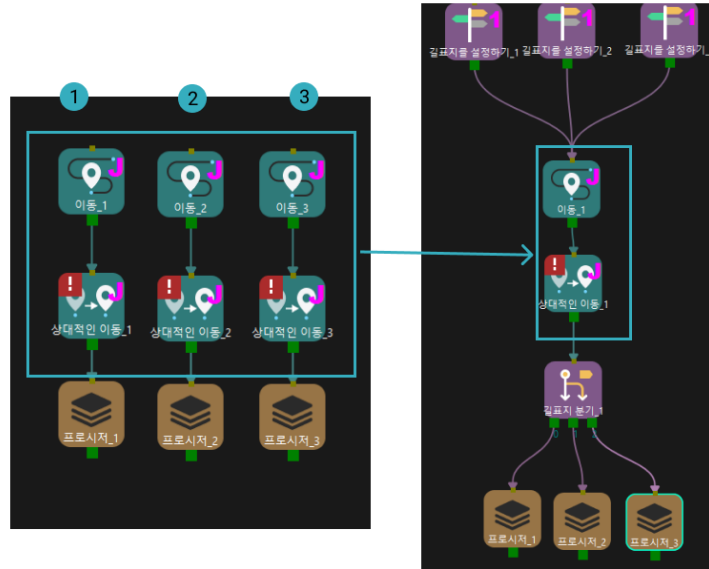 길표지를 설정하기_1 길표지를 설정하기_2 길표지를 설정하기_
1 2 3
이동_1 이동_2 이동_3
상대적인 이동_1 상대적인 이동_2 상대적인 이동_3
프로시저_1 프로시저_2 프로시저_3
이동_1
상대적인 이동_1
길표지 분기_1
0 1 2
프로시저_1 프로시저_2 프로시저_3